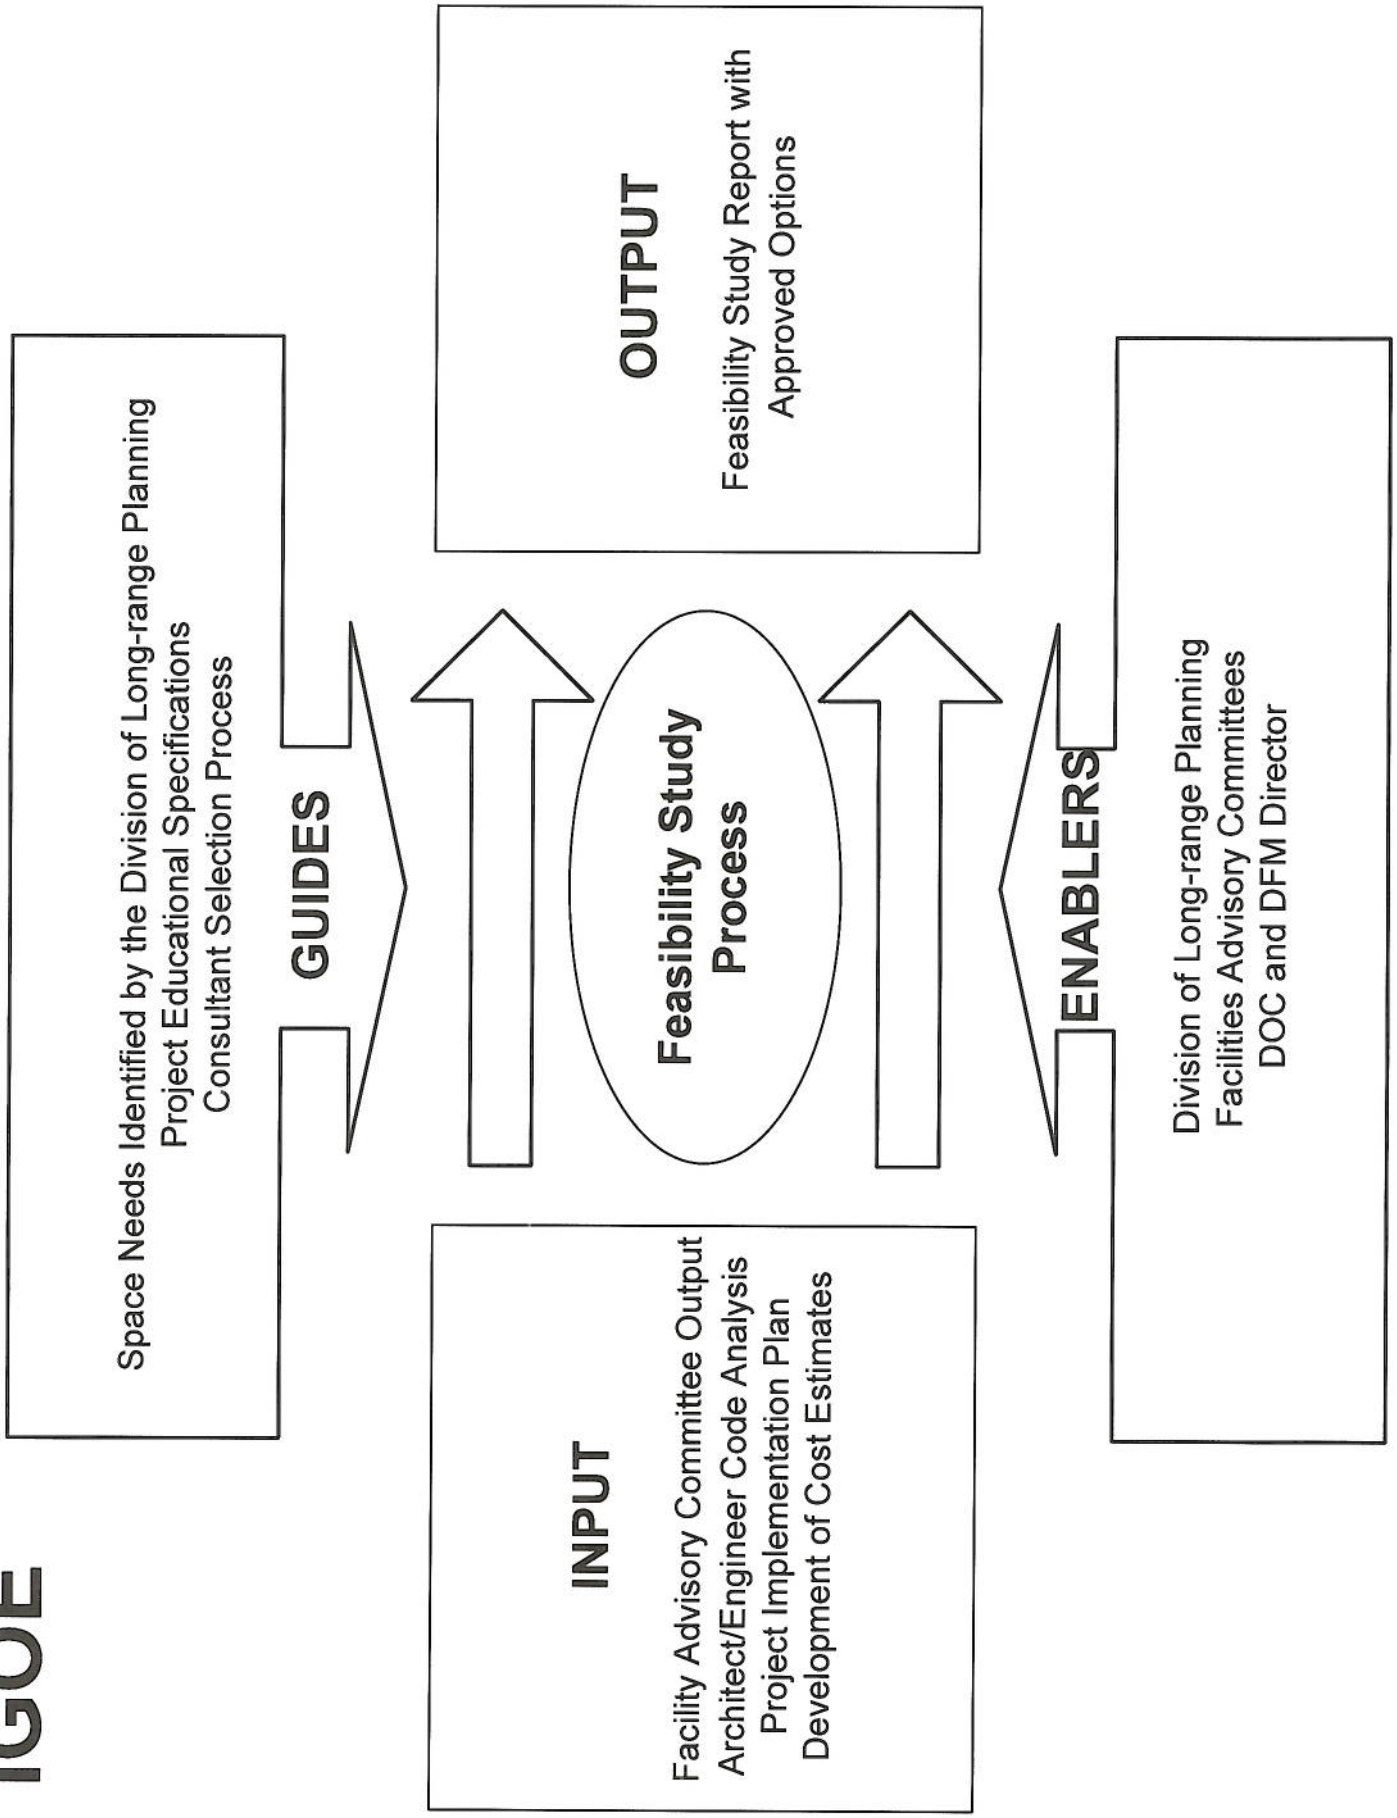 IGOE
Space Needs Identified by the Division of Long-range Planning
Project Educational Specifications
Consultant Selection Process
GUIDES
INPUT
Facility Advisory Committee Output
Architect/Engineer Code Analysis
Project Implementation Plan
Development of Cost Estimates
Feasibility Study
Process
OUTPUT
Feasibility Study Report with
Approved Options
ENABLERS
Division of Long-range Planning
Facilities Advisory Committees
DOC and DFM Director